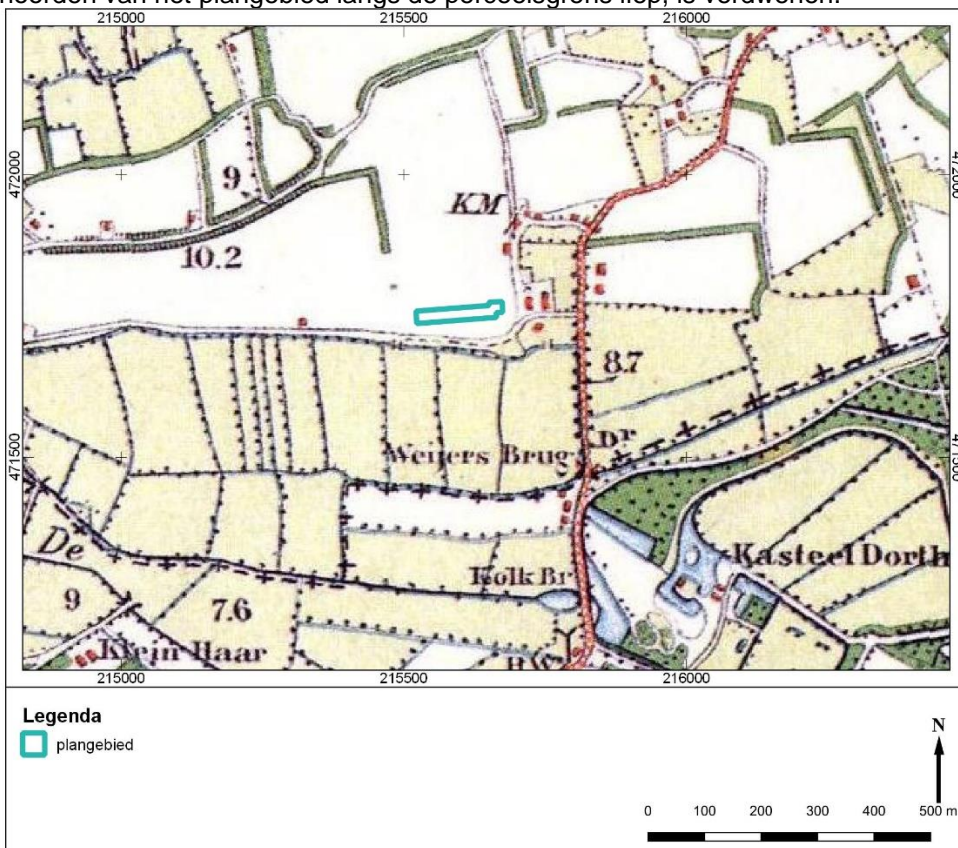 noorden van het plangebied langs de perceelsgrens liep, is verdwenen.
215000 215500 216000
472000 472000
9
KM
10.2
8.7
Dr
Weijers Brug
471500 471500
De
Kasteel Dorth
Kolk Br
9
7.6
Klein Haar
H.W.
215000 215500 216000
Legenda
plangebied
N
0 100 200 300 400 500 m